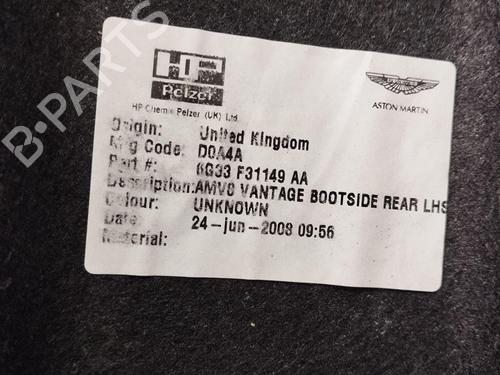 HP
Pelzer
HP Chemie Pelzer (UK) Ltd.
ASTON MARTIN
Origin: United Kingdom
Mfg Code: D0A4A
Part #: 6G33 F31149 AA
Description: AMV8 VANTAGE BOOTSIDE REAR LHS
Colour: UNKNOWN
Date: 24-jun-2008 09:56
Material:
B-PARTS